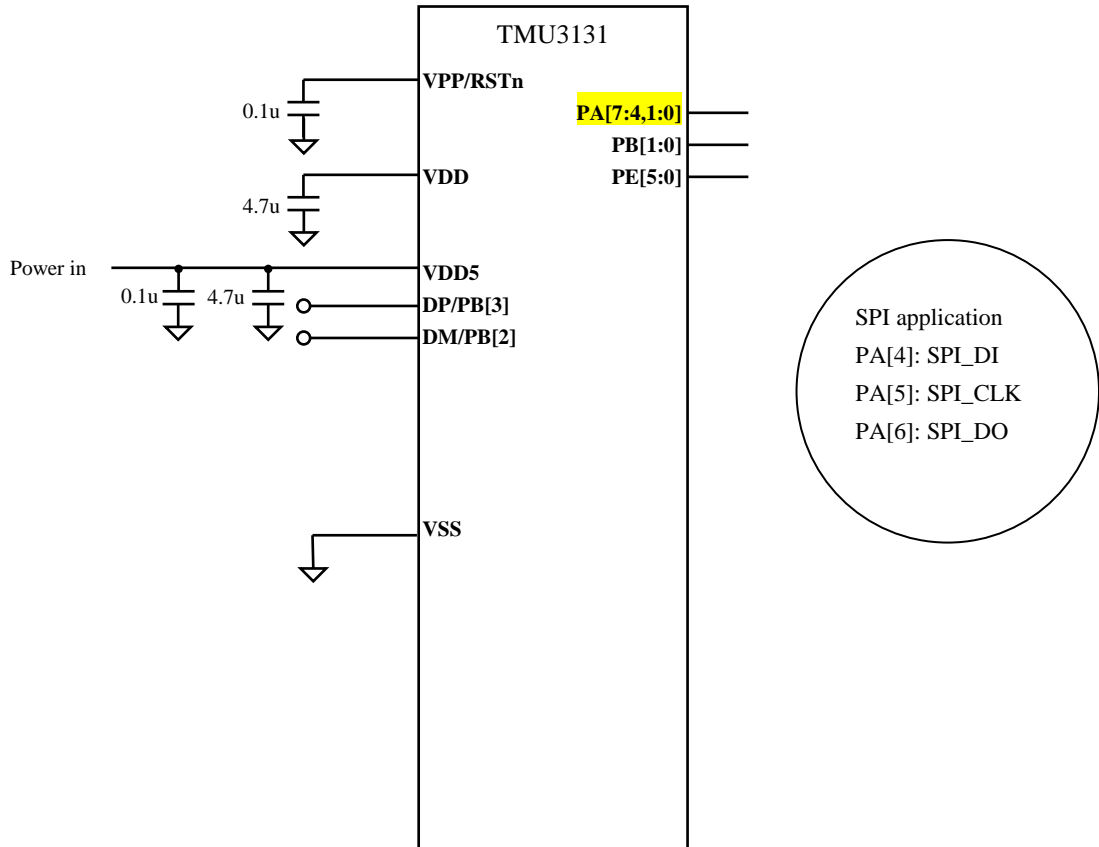 TMU3131
VPP/RSTn
0.1u
PA[7:4,1:0]
PB[1:0]
PE[5:0]
VDD
4.7u
Power in
VDD5
0.1u
4.7u
DP/PB[3]
DM/PB[2]
VSS
SPI application
PA[4]: SPI_DI
PA[5]: SPI_CLK
PA[6]: SPI_DO